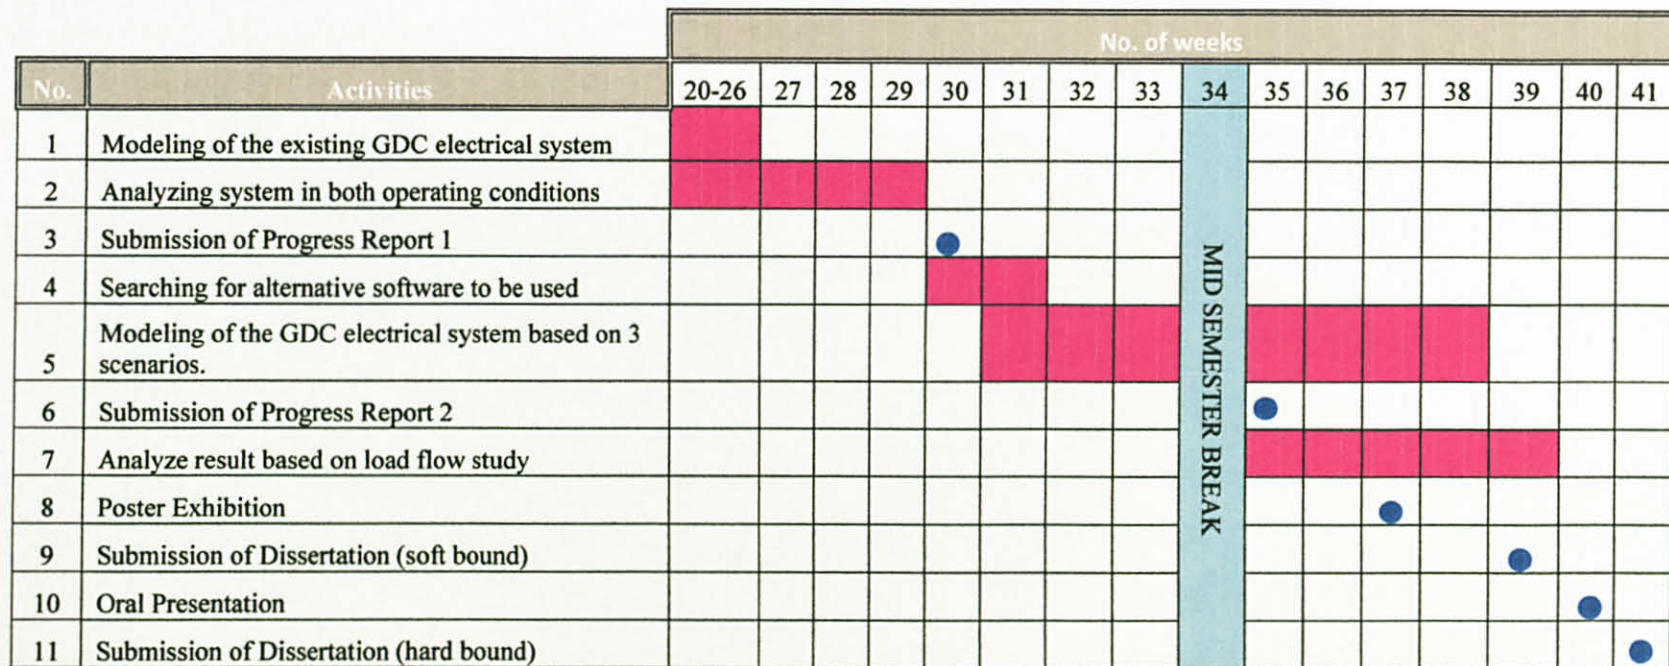 No. of weeks
No. Activities 20-26 27 28 29 30 31 32 33 34 35 36 37 38 39 40 41
1 Modeling of the existing GDC electrical system
2 Analyzing system in both operating conditions
3 Submission of Progress Report 1
4 Searching for alternative software to be used
Modeling of the GDC electrical system based on 3
5 scenarios.
6 Submission of Progress Report 2
7 Analyze result based on load flow study
8 Poster Exhibition
9 Submission of Dissertation (soft bound)
10 Oral Presentation
11 Submission of Dissertation (hard bound)
MID SEMESTER BREAK